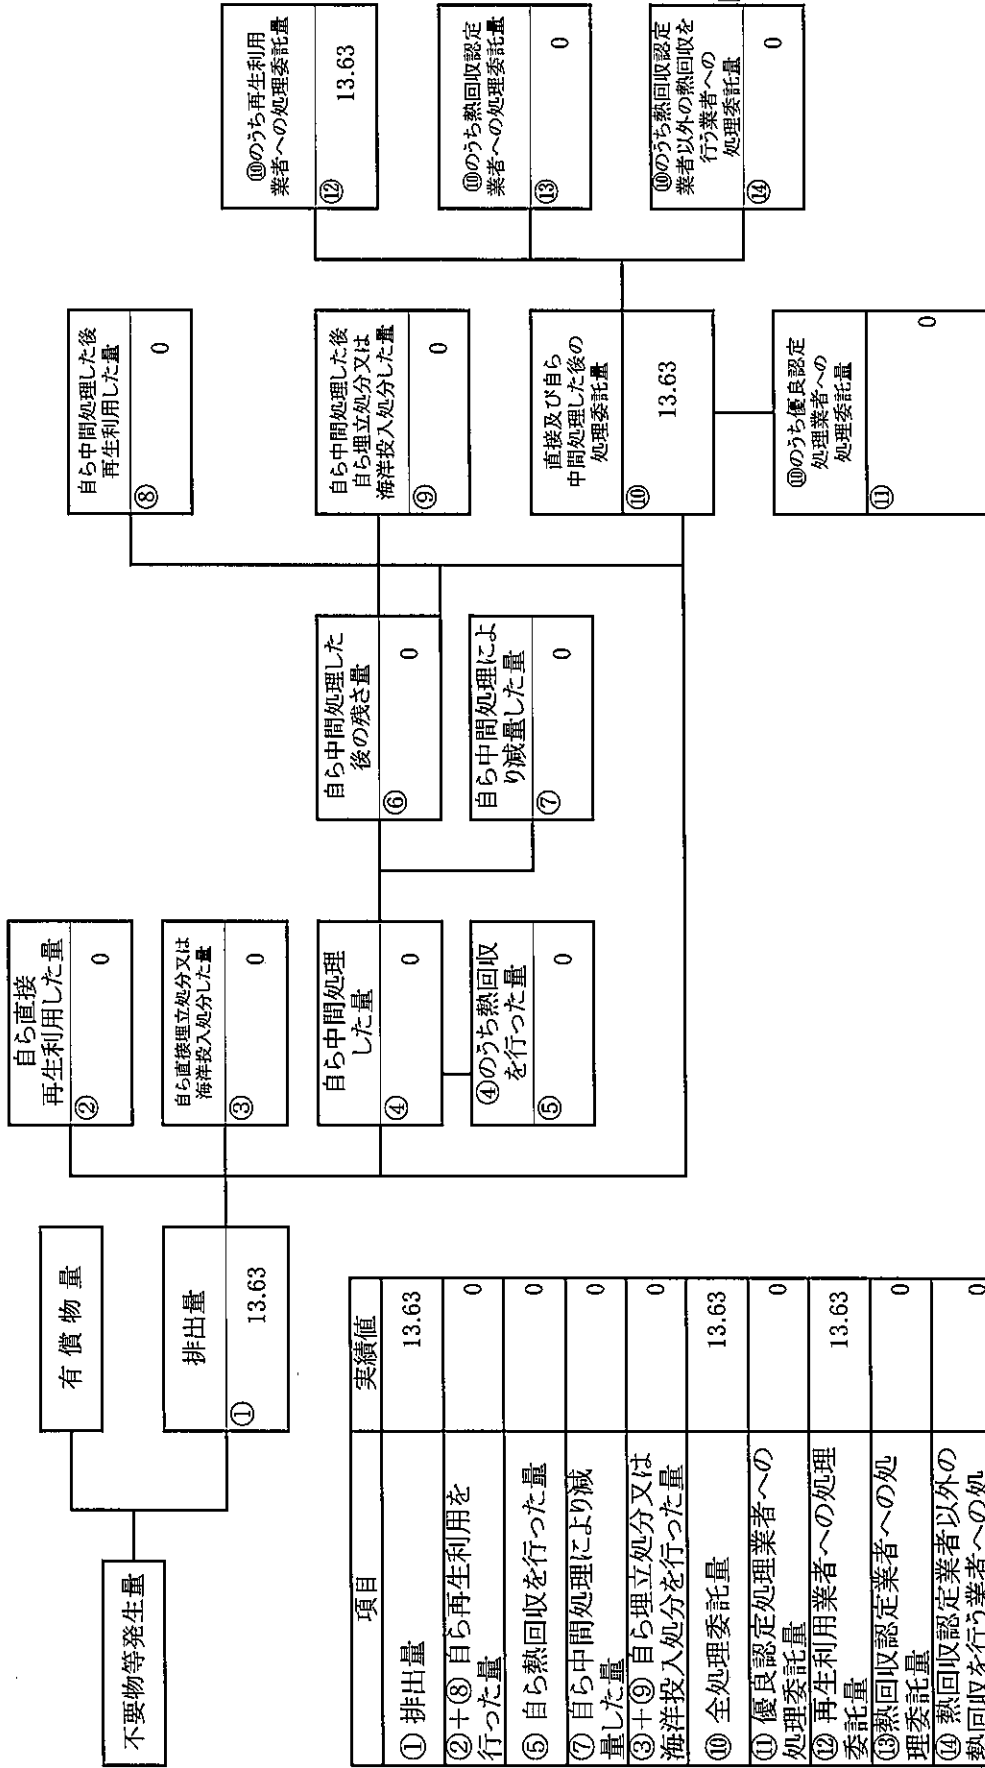 不要物等発生量
有償物量
排出量
①
13.63
自ら直接
再生利用した量
②
0
自ら直接埋立処分又は
海洋投入処分した量
③
0
自ら中間処理
した量
④
0
④のうち熱回収
を行った量
⑤
0
自ら中間処理した
後の残さ量
⑥
0
自ら中間処理によ
り減量した量
⑦
0
自ら中間処理した後
再生利用した量
⑧
0
自ら中間処理した後
自ら埋立処分又は
海洋投入処分した量
⑨
0
直接及び自ら
中間処理した後の
処理委託量
⑩
13.63
⑩のうち優良認定
処理業者への
処理委託量
⑪
0
⑩のうち再生利用
業者への処理委託量
⑫
13.63
⑩のうち熱回収認定
業者への処理委託量
⑬
0
⑩のうち熱回収認定
業者以外の熱回収を
行う業者への
処理委託量
⑭
0
項目 実績値
① 排出量 13.63
②+⑧ 自ら再生利用を
行った量 0
⑤ 自ら熱回収を行った量 0
⑦ 自ら中間処理により減
量した量 0
③+⑨ 自ら埋立処分又は
海洋投入処分を行った量 0
⑩ 全処理委託量 13.63
⑪ 優良認定処理業者への
処理委託量 0
⑫ 再生利用業者への処理
委託量 13.63
⑬熱回収認定業者への処
理委託量 0
⑭ 熱回収認定業者以外の
熱回収を行う業者への処 0